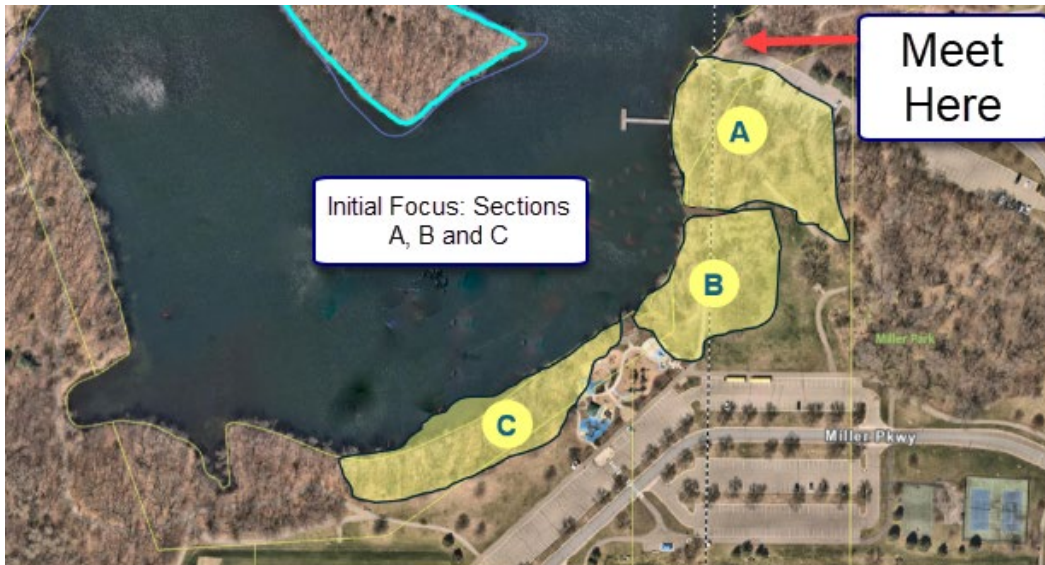 Meet
Here
A
Initial Focus: Sections
A, B and C
B
Miller Park
C
Miller Pkwy